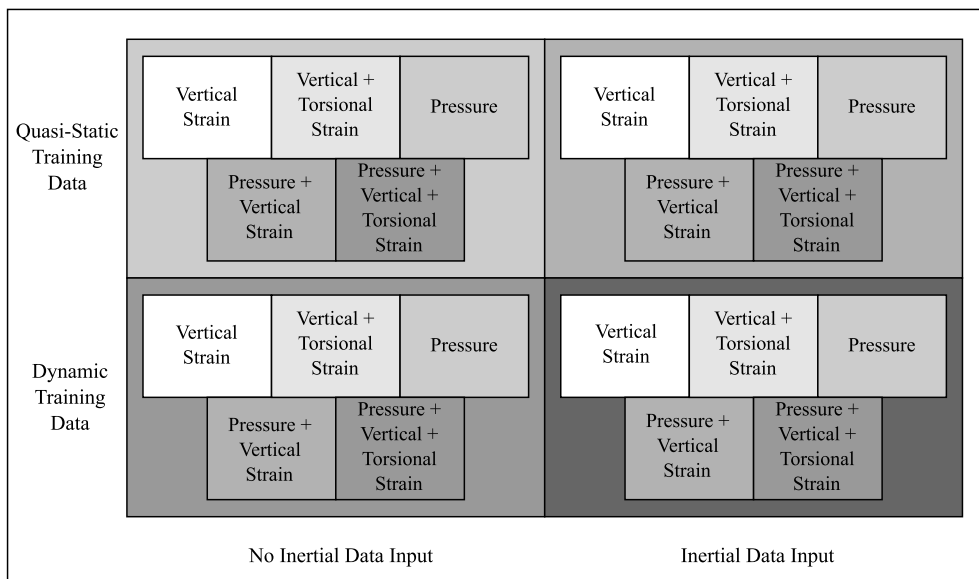 Quasi-Static
Training
Data
Vertical
Strain
Vertical +
Torsional
Strain
Pressure
Pressure +
Vertical
Strain
Pressure +
Vertical +
Torsional
Strain
Vertical
Strain
Vertical +
Torsional
Strain
Pressure
Pressure +
Vertical
Strain
Pressure +
Vertical +
Torsional
Strain
Dynamic
Training
Data
Vertical
Strain
Vertical +
Torsional
Strain
Pressure
Pressure +
Vertical
Strain
Pressure +
Vertical +
Torsional
Strain
Vertical
Strain
Vertical +
Torsional
Strain
Pressure
Pressure +
Vertical
Strain
Pressure +
Vertical +
Torsional
Strain
No Inertial Data Input
Inertial Data Input